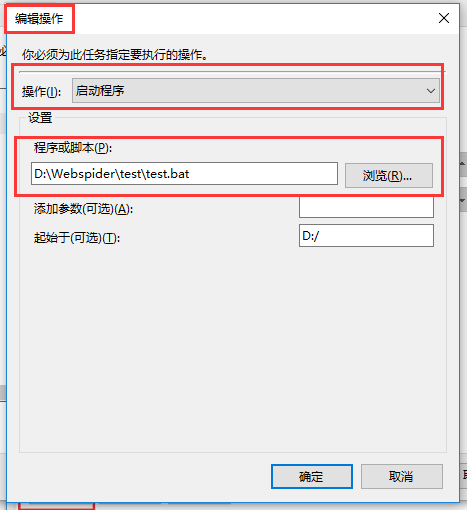 编辑操作
你必须为此任务指定要执行的操作。
操作(I): 启动程序
设置
程序或脚本(P):
D:\Webspider\test\test.bat 浏览(R)...
添加参数(可选)(A):
起始于(可选)(T): D:/
确定 取消